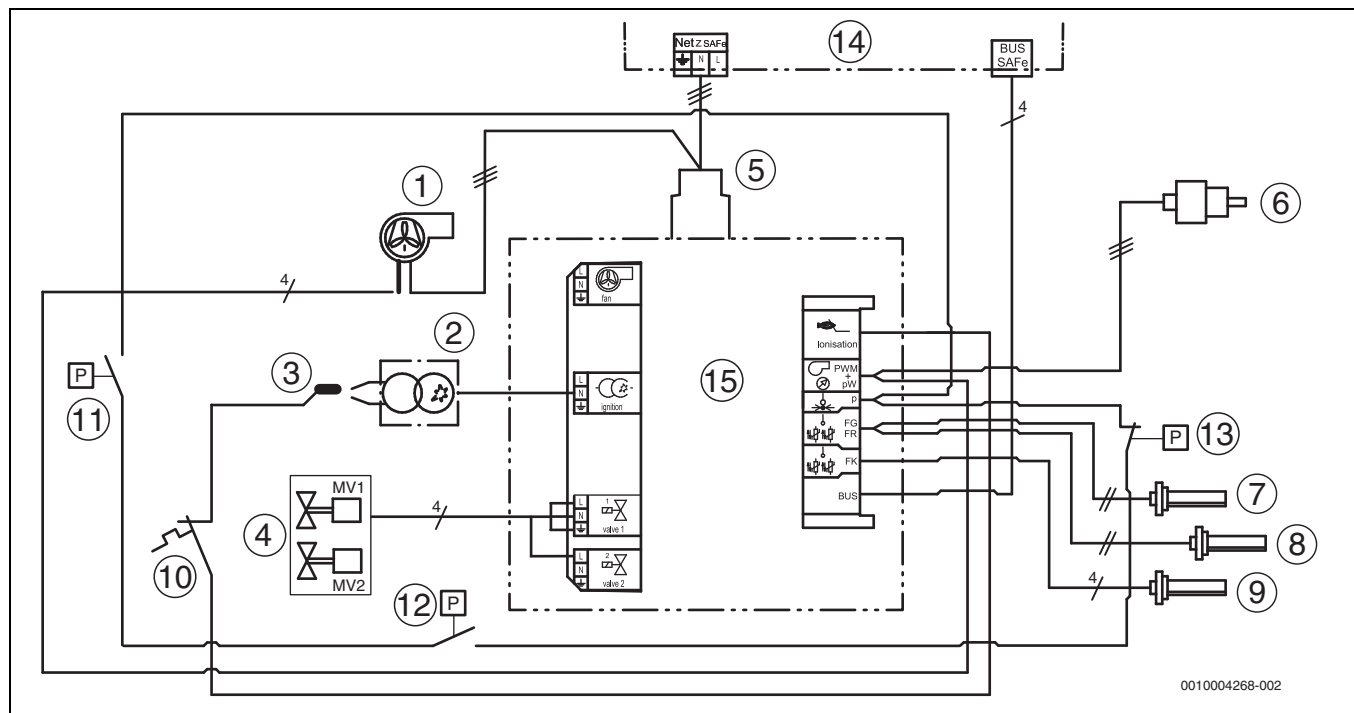 Netz SAFe
N L
14
BUS
SAFe
4
5
1
6
4
L
N
fan
2
Ionisation
3
P
11
15
PWM
+
pW
L
N
ignition
p
FG
FR
13
P
FK
7
MV1
4
4
L
N
1
valve 1
BUS
8
10
MV2
L
N
2
valve 2
12
P
4
9
0010004268-002